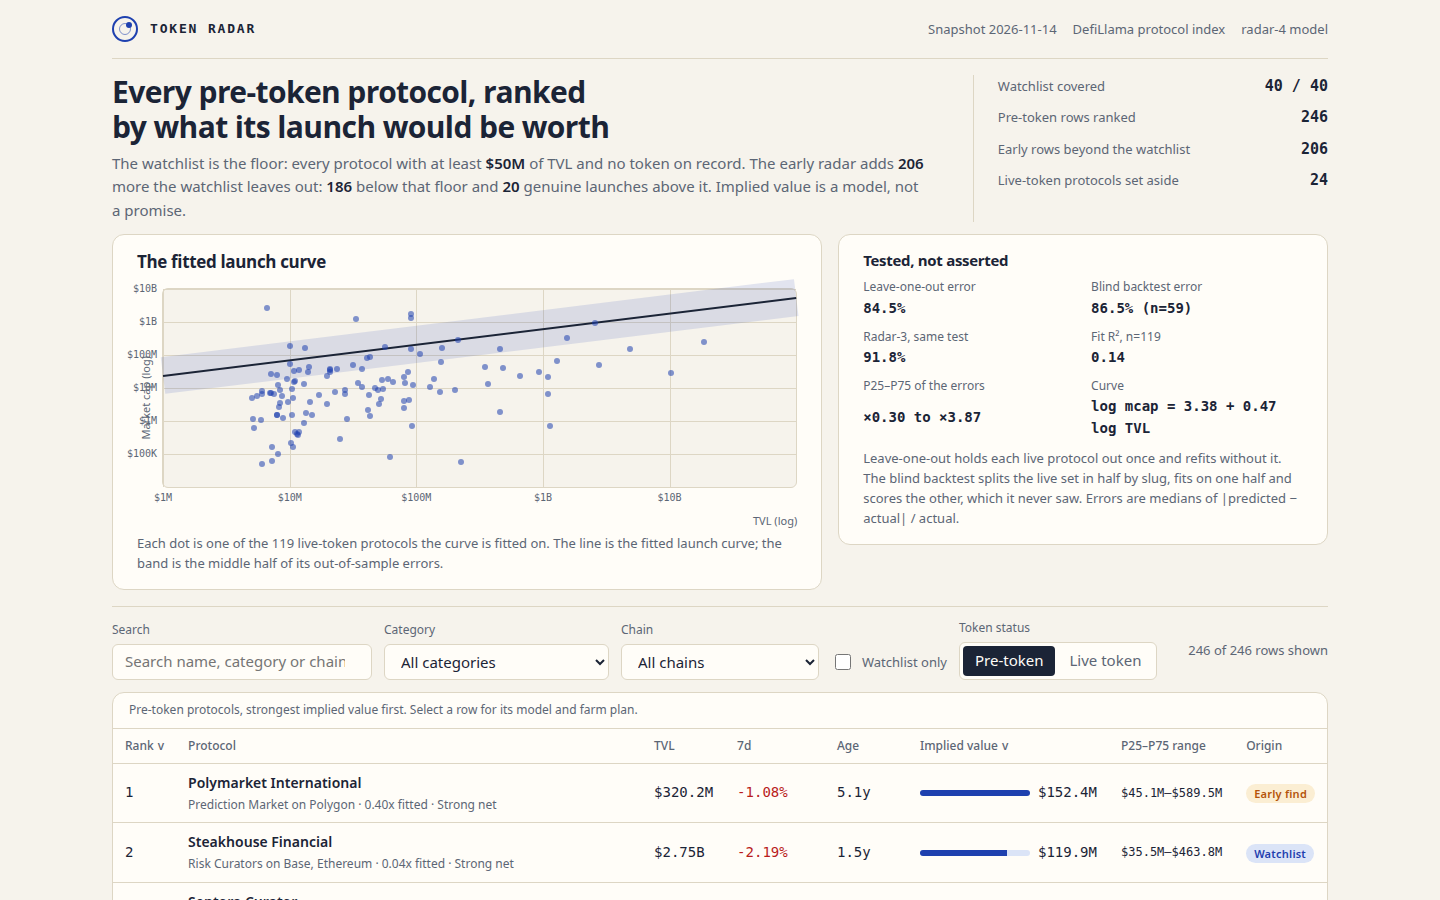 TOKEN RADAR
Snapshot 2026-11-14 DefiLlama protocol index radar-4 model
Every pre-token protocol, ranked
by what its launch would be worth
The watchlist is the floor: every protocol with at least $50M of TVL and no token on record. The early radar adds 206
more the watchlist leaves out: 186 below that floor and 20 genuine launches above it. Implied value is a model, not
a promise.
Watchlist covered 40 / 40
Pre-token rows ranked 246
Early rows beyond the watchlist 206
Live-token protocols set aside 24
The fitted launch curve
$10B
$1B
$100M
$10M
$1M
$100K
Market cap (log)
$1M $10M $100M $1B $10B
TVL (log)
Each dot is one of the 119 live-token protocols the curve is fitted on. The line is the fitted launch curve; the
band is the middle half of its out-of-sample errors.
Tested, not asserted
Leave-one-out error Blind backtest error
84.5% 86.5% (n=59)
Radar-3, same test Fit R², n=119
91.8% 0.14
P25–P75 of the errors Curve
×0.30 to ×3.87 log mcap = 3.38 + 0.47
log TVL
Leave-one-out holds each live protocol out once and refits without it.
The blind backtest splits the live set in half by slug, fits on one half and
scores the other, which it never saw. Errors are medians of |predicted −
actual| / actual.
Search Category Chain Token status
Search name, category or chain All categories All chains Watchlist only Pre-token Live token 246 of 246 rows shown
Pre-token protocols, strongest implied value first. Select a row for its model and farm plan.
Rank v Protocol TVL 7d Age Implied value v P25–P75 range Origin
1 Polymarket International $320.2M -1.08% 5.1y $152.4M $45.1M–$589.5M Early find
Prediction Market on Polygon · 0.40x fitted · Strong net
2 Steakhouse Financial $2.75B -2.19% 1.5y $119.9M $35.5M–$463.8M Watchlist
Risk Curators on Base, Ethereum · 0.04x fitted · Strong net